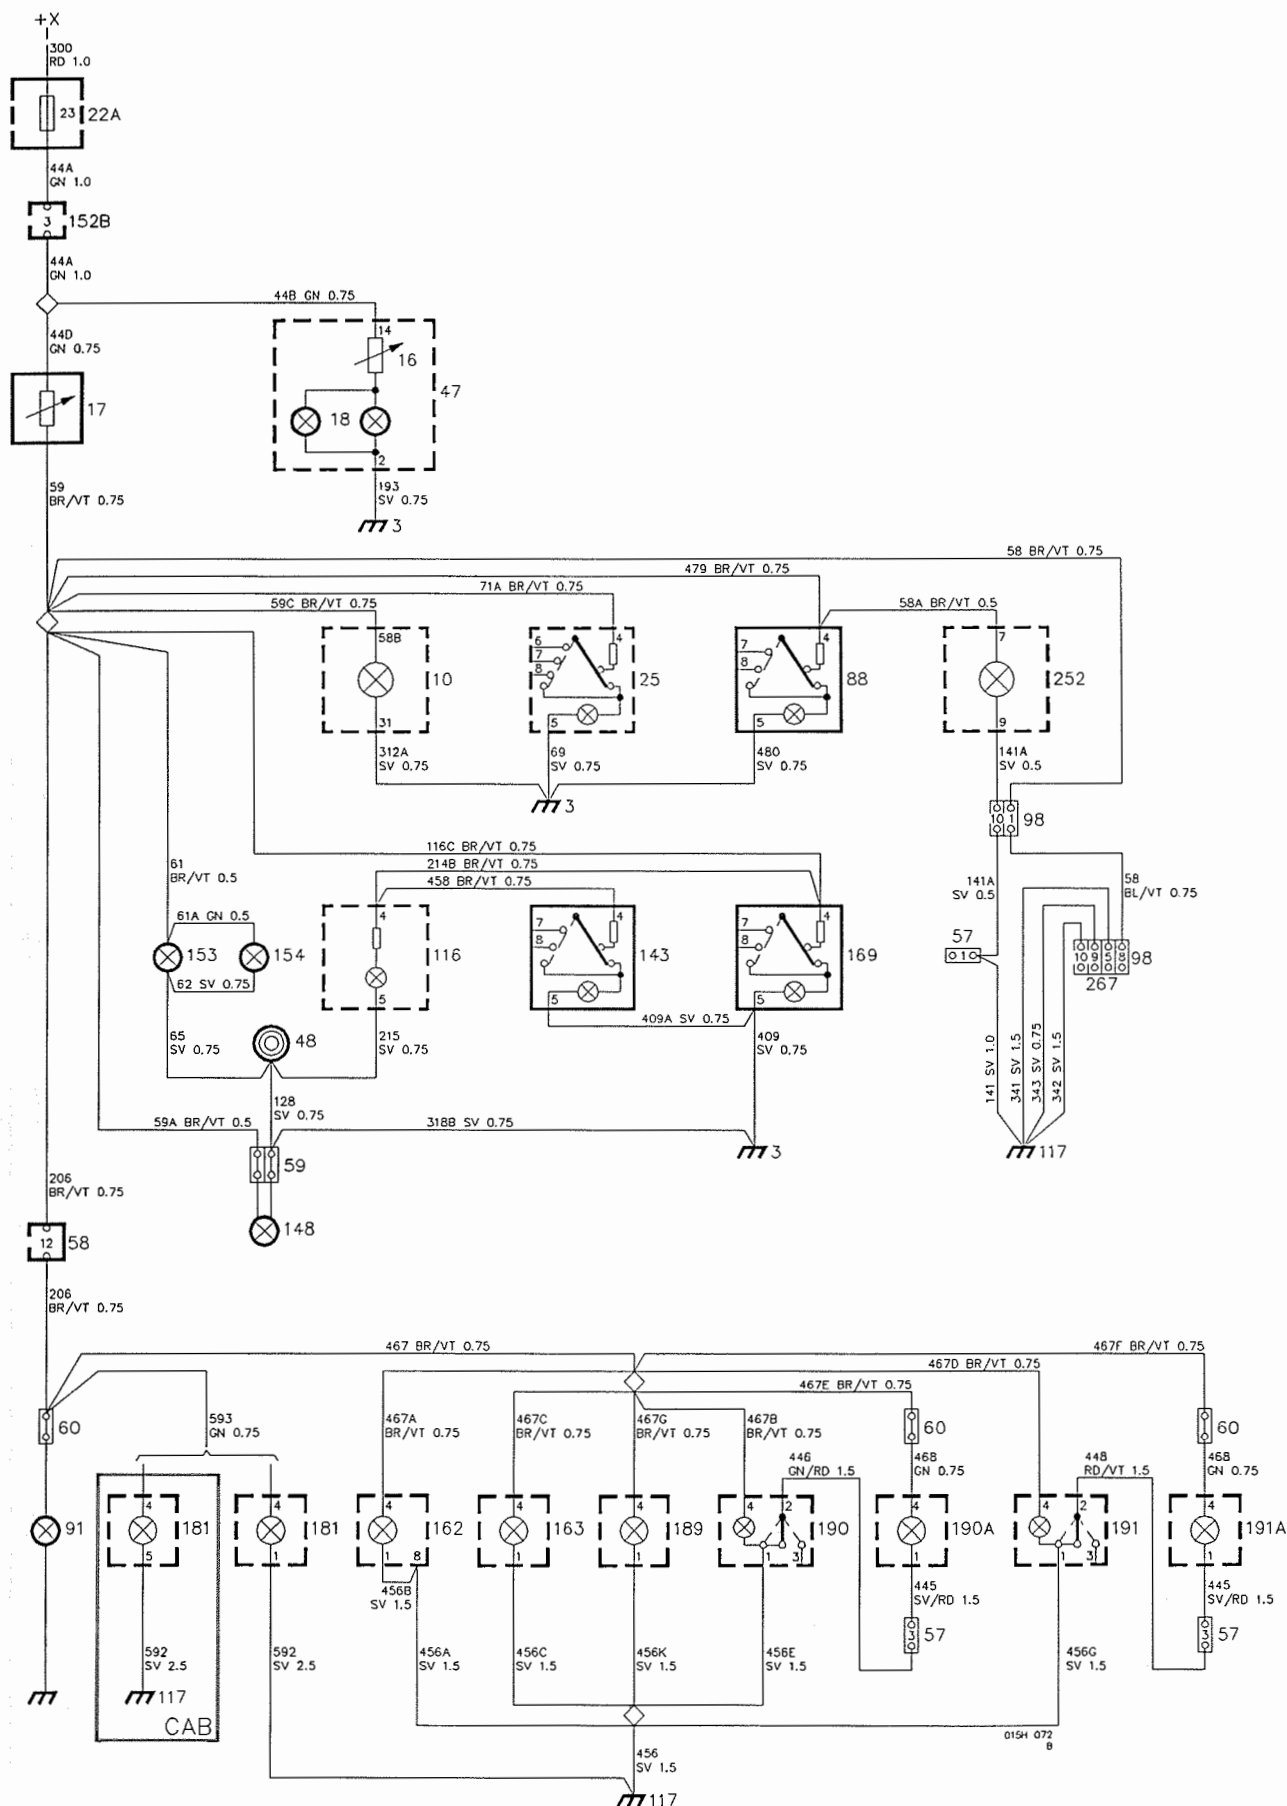 +X
300
RD 1.0
23
22A
44A
GN 1.0
3
152B
44A
GN 1.0
44B GN 0.75
44D
GN 0.75
14
16
17
18
47
2
59
BR/VT 0.75
193
SV 0.75
3
58 BR/VT 0.75
479 BR/VT 0.75
71A BR/VT 0.75
59C BR/VT 0.75
58A BR/VT 0.5
58B
10
31
6
7
8
4
25
5
7
8
4
88
5
7
252
9
312A
SV 0.75
69
SV 0.75
480
SV 0.75
141A
SV 0.5
3
10 1
98
116C BR/VT 0.75
214B BR/VT 0.75
458 BR/VT 0.75
61
BR/VT 0.5
61A GN 0.5
153
154
62 SV 0.75
4
116
5
7
8
4
143
5
7
8
4
169
5
141A
SV 0.5
58
BL/VT 0.75
57
1
10 9 5 8
98
267
409A SV 0.75
65
SV 0.75
48
215
SV 0.75
409
SV 0.75
141 SV 1.0
341 SV 1.5
343 SV 0.75
342 SV 1.5
128
SV 0.75
59A BR/VT 0.5
318B SV 0.75
59
3
117
206
BR/VT 0.75
148
12
58
206
BR/VT 0.75
467 BR/VT 0.75
467F BR/VT 0.75
467D BR/VT 0.75
467E BR/VT 0.75
60
593
GN 0.75
467A
BR/VT 0.75
467C
BR/VT 0.75
467G
BR/VT 0.75
467B
BR/VT 0.75
60
60
446
GN/RD 1.5
468
GN 0.75
448
RD/VT 1.5
468
GN 0.75
91
4
181
5
4
181
1
4
162
1 8
4
163
1
4
189
1
4 2
190
1 3
4
190A
1
4 2
191
1 3
4
191A
1
456B
SV 1.5
445
SV/RD 1.5
445
SV/RD 1.5
3
57
3
57
592
SV 2.5
592
SV 2.5
456A
SV 1.5
456C
SV 1.5
456K
SV 1.5
456E
SV 1.5
456G
SV 1.5
117
CAB
015H 072
B
456
SV 1.5
117